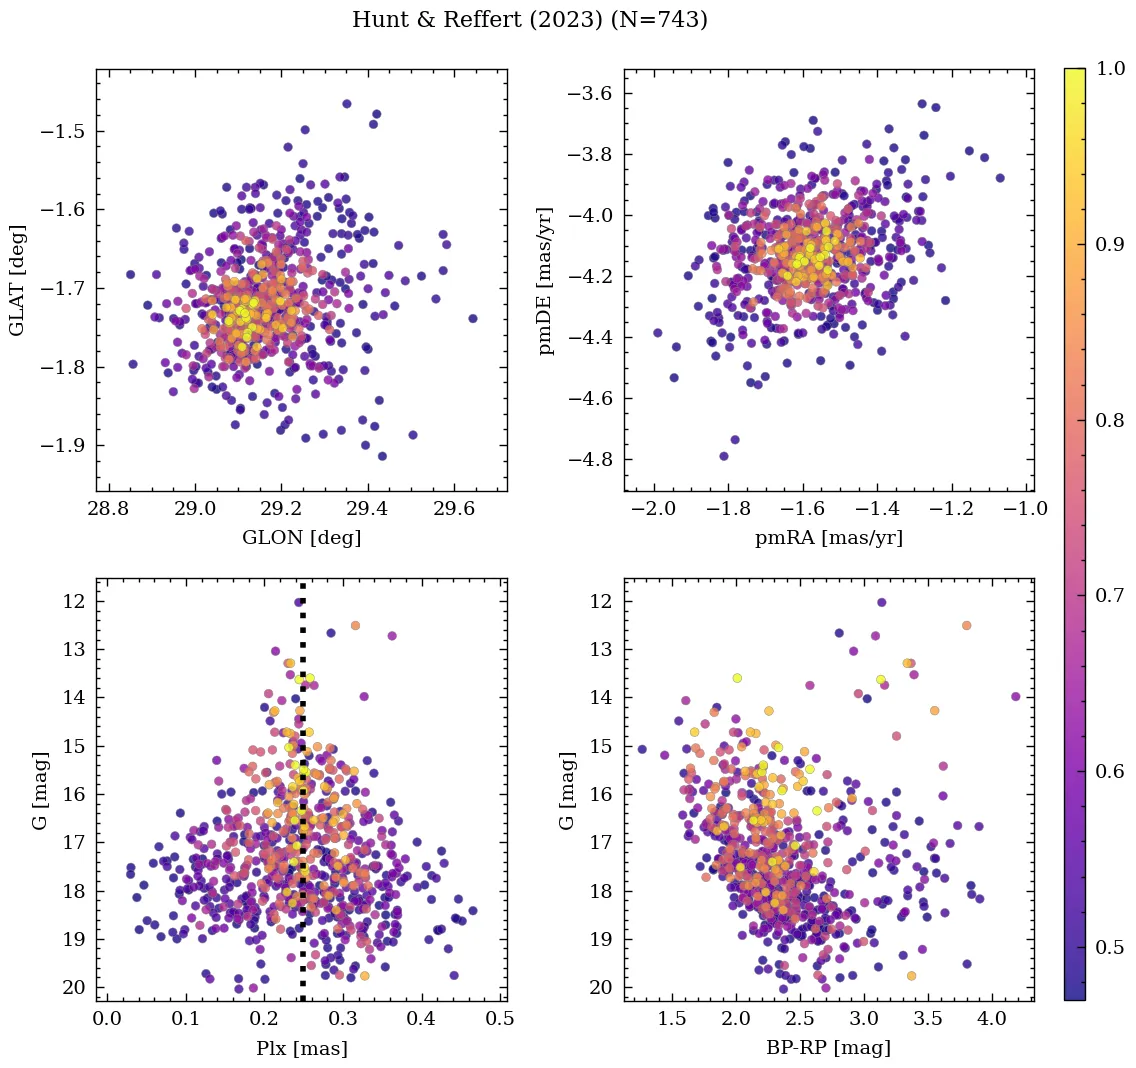 Hunt & Reffert (2023) (N=743)
−1.5
−1.6
−1.7
−1.8
−1.9
GLAT [deg]
28.8 29.0 29.2 29.4 29.6
GLON [deg]
−3.6
−3.8
−4.0
−4.2
−4.4
−4.6
−4.8
pmDE [mas/yr]
−2.0 −1.8 −1.6 −1.4 −1.2 −1.0
pmRA [mas/yr]
12
13
14
15
16
17
18
19
20
G [mag]
0.0 0.1 0.2 0.3 0.4 0.5
Plx [mas]
12
13
14
15
16
17
18
19
20
G [mag]
1.5 2.0 2.5 3.0 3.5 4.0
BP-RP [mag]
1.0
0.9
0.8
0.7
0.6
0.5